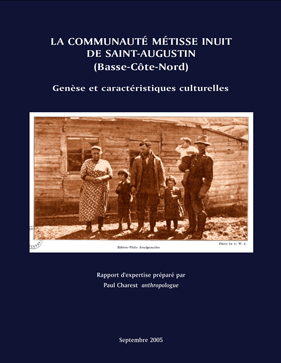 LA COMMUNAUTÉ MÉTISSE INUIT
DE SAINT-AUGUSTIN
(Basse-Côte-Nord)
Genèse et caractéristiques culturelles
Rapport d'expertise préparé par
Paul Charest anthropologue
Septembre 2005